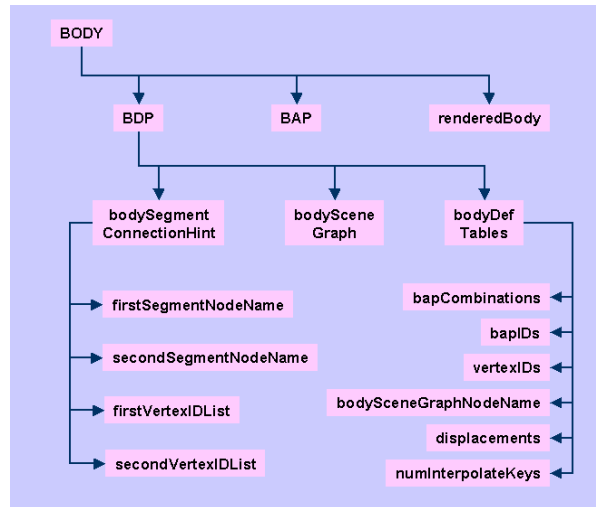 BODY
BDP
BAP
renderedBody
bodySegment
ConnectionHint
bodyScene
Graph
bodyDef
Tables
firstSegmentNodeName
secondSegmentNodeName
firstVertexIDList
secondVertexIDList
bapCombinations
bapIDs
vertexIDs
bodySceneGraphNodeName
displacements
numInterpolateKeys